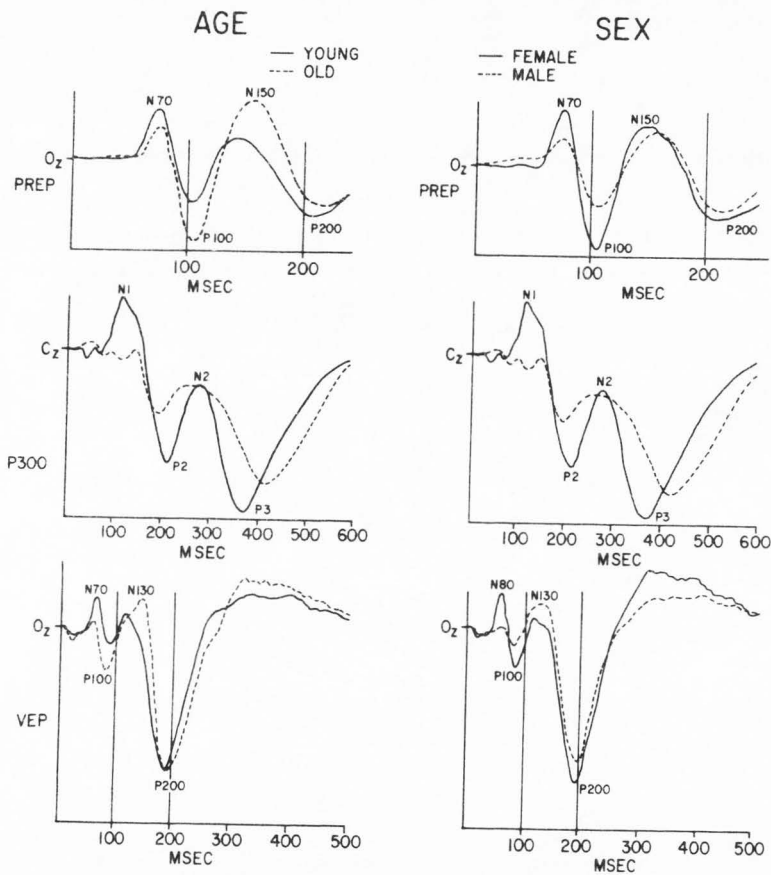 AGE
— YOUNG
--- OLD
N70
N150
Oz
PREP
P100
P200
100
200
MSEC
SEX
— FEMALE
--- MALE
N70
N150
Oz
PREP
P100
P200
100
200
MSEC
N1
Cz
N2
P2
P3
P300
100 200 300 400 500 600
MSEC
N1
Cz
N2
P2
P3
100 200 300 400 500 600
MSEC
N70
N130
Oz
P100
VEP
P200
100 200 300 400 500
MSEC
N80
N130
Oz
P100
P200
100 200 300 400 500
MSEC